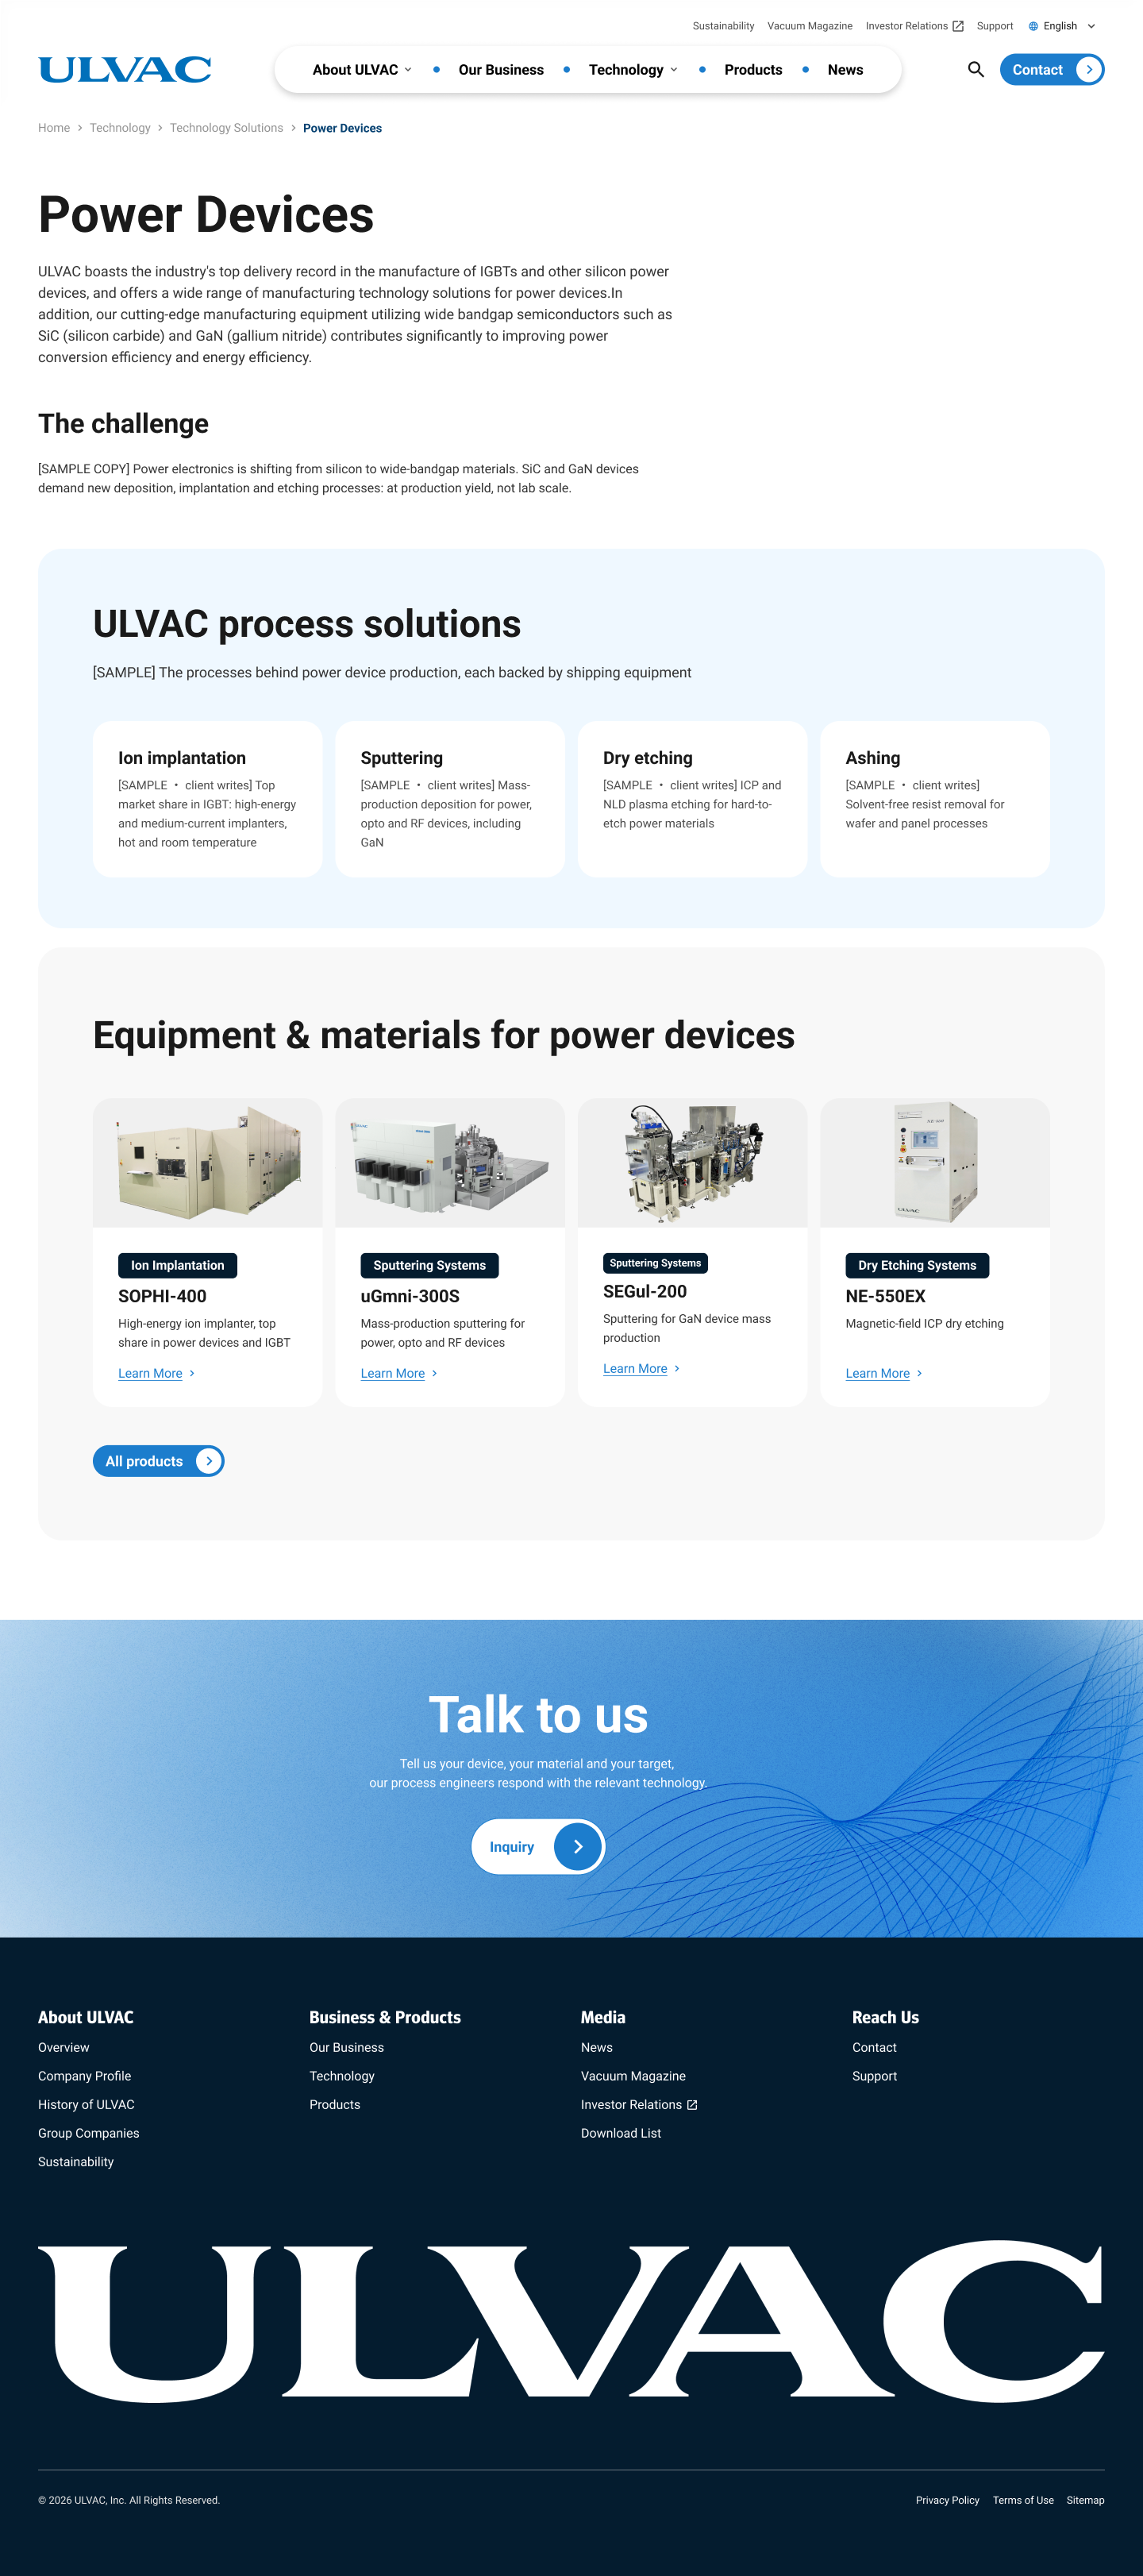 Sustainability Vacuum Magazine Investor Relations Support English
ULVAC
About ULVAC Our Business Technology Products News
Contact
Home Technology Technology Solutions Power Devices
Power Devices
ULVAC boasts the industry's top delivery record in the manufacture of IGBTs and other silicon power
devices, and offers a wide range of manufacturing technology solutions for power devices.In
addition, our cutting-edge manufacturing equipment utilizing wide bandgap semiconductors such as
SiC (silicon carbide) and GaN (gallium nitride) contributes significantly to improving power
conversion efficiency and energy efficiency.
The challenge
[SAMPLE COPY] Power electronics is shifting from silicon to wide-bandgap materials. SiC and GaN devices
demand new deposition, implantation and etching processes: at production yield, not lab scale.
ULVAC process solutions
[SAMPLE] The processes behind power device production, each backed by shipping equipment
Ion implantation
[SAMPLE ・ client writes] Top
market share in IGBT: high-energy
and medium-current implanters,
hot and room temperature
Sputtering
[SAMPLE ・ client writes] Mass-
production deposition for power,
opto and RF devices, including
GaN
Dry etching
[SAMPLE ・ client writes] ICP and
NLD plasma etching for hard-to-
etch power materials
Ashing
[SAMPLE ・ client writes]
Solvent-free resist removal for
wafer and panel processes
Equipment & materials for power devices
Ion Implantation
SOPHI-400
High-energy ion implanter, top
share in power devices and IGBT
Learn More
Sputtering Systems
uGmni-300S
Mass-production sputtering for
power, opto and RF devices
Learn More
Sputtering Systems
SEGul-200
Sputtering for GaN device mass
production
Learn More
ULVAC
Dry Etching Systems
NE-550EX
Magnetic-field ICP dry etching
Learn More
All products
Talk to us
Tell us your device, your material and your target,
our process engineers respond with the relevant technology.
Inquiry
About ULVAC
Overview
Company Profile
History of ULVAC
Group Companies
Sustainability
Business & Products
Our Business
Technology
Products
Media
News
Vacuum Magazine
Investor Relations
Download List
Reach Us
Contact
Support
ULVAC
© 2026 ULVAC, Inc. All Rights Reserved.
Privacy Policy Terms of Use Sitemap